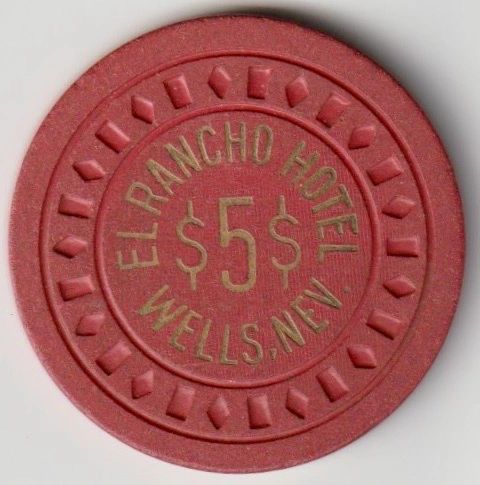 EL RANCHO HOTEL
$5$
WELLS, NEV.